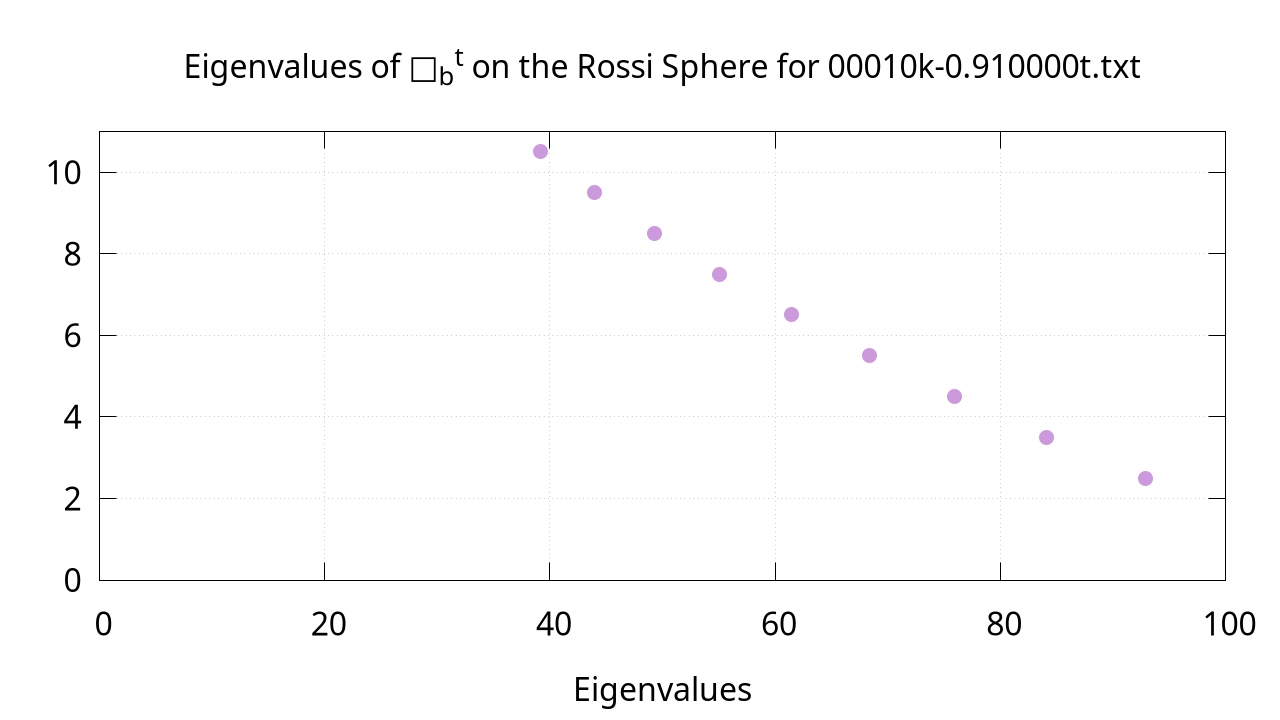 Eigenvalues of □_b^t on the Rossi Sphere for 00010k-0.910000t.txt
10
8
6
4
2
0
0 20 40 60 80 100
Eigenvalues